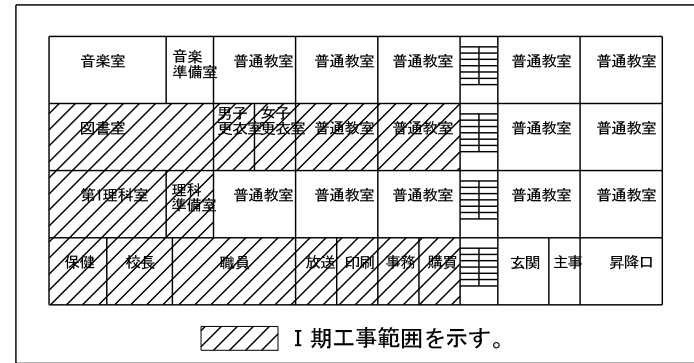 音楽室 音楽準備室 普通教室 普通教室 普通教室 普通教室 普通教室
図書室 男子更衣室 女子更衣室 普通教室 普通教室 普通教室 普通教室
第1理科室 理科準備室 普通教室 普通教室 普通教室 普通教室 普通教室
保健 校長 職員 放送 印刷 事務 購買 玄関 主事 昇降口
I 期工事範囲を示す。